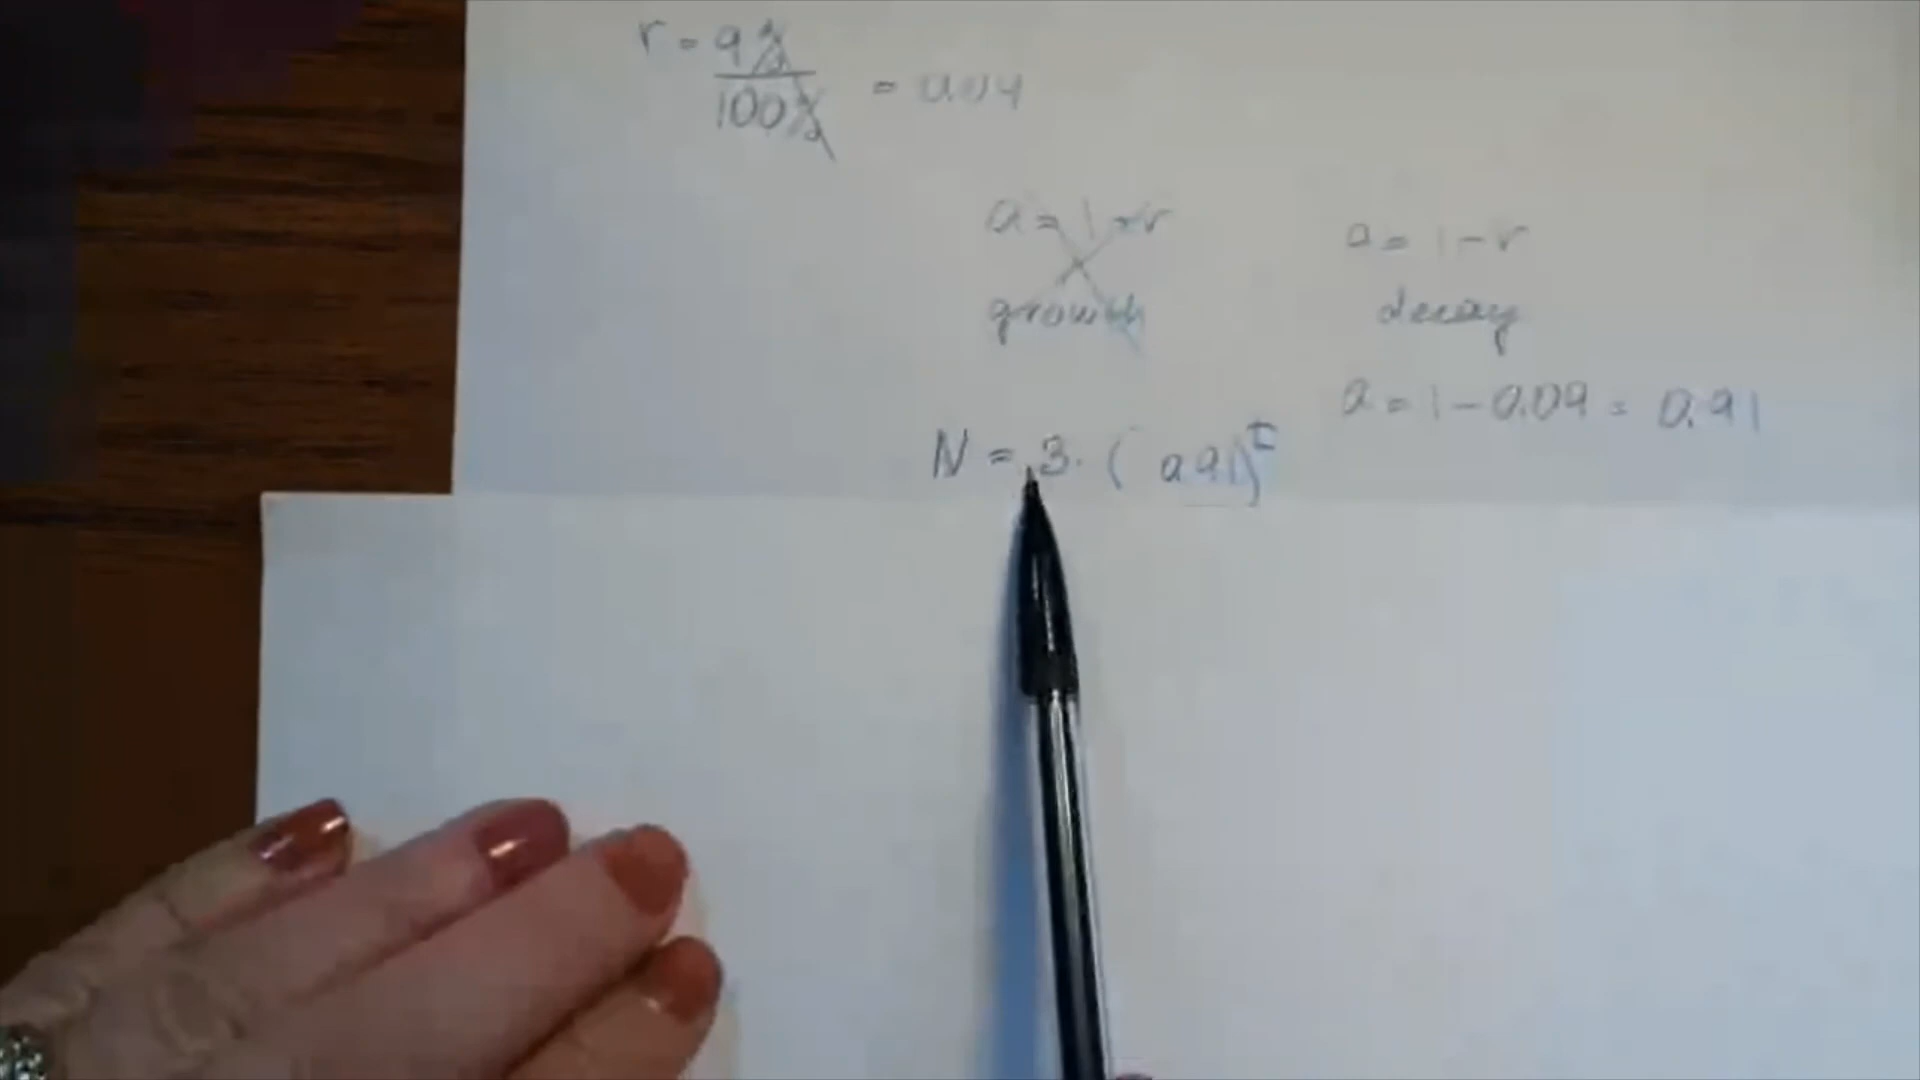 r = 9% / 100% = 0.09
a = 1 + r
a = 1 - r
growth
decay
a = 1 - 0.09 = 0.91
N = 3 · (0.91)^t